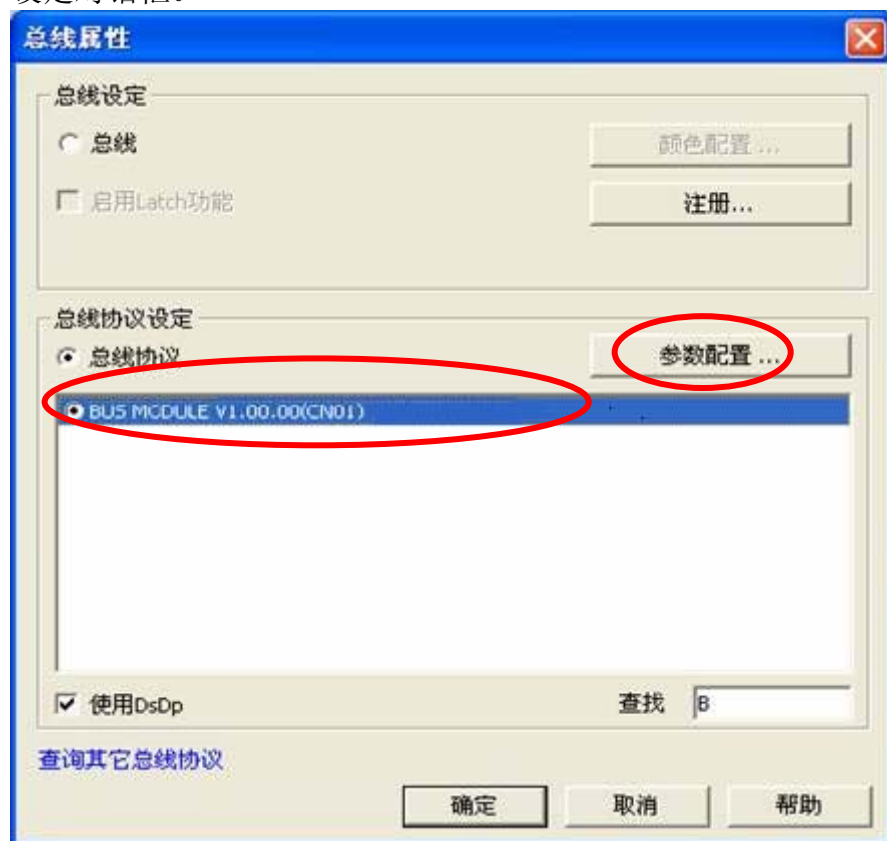 总线属性
总线设定
总线
颜色配置 ...
启用Latch功能
注册...
总线协议设定
总线协议
参数配置 ...
BUS MODULE V1.00.00(CN01)
使用DsDp
查找 B
查询其它总线协议
确定 取消 帮助